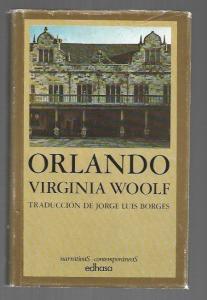 ORLANDO
VIRGINIA WOOLF
TRADUCCIÓN DE JORGE LUIS BORGES
narrativaS contemporáneaS
edhasa